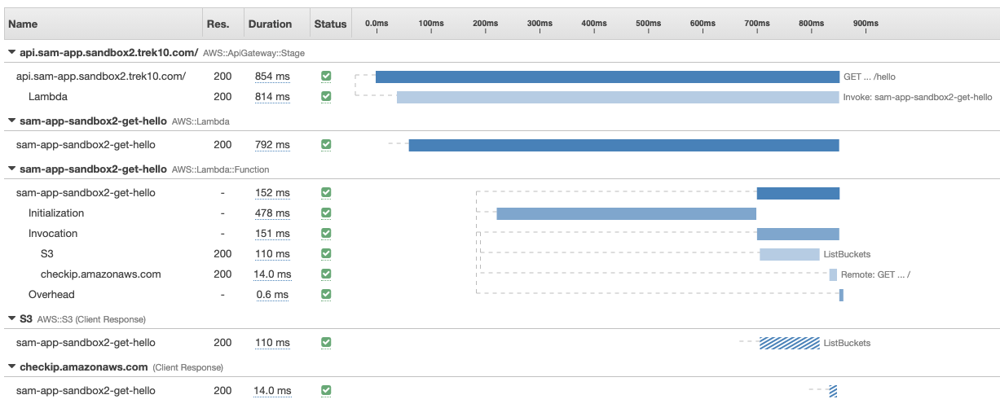 Name Res. Duration Status 0.0ms 100ms 200ms 300ms 400ms 500ms 600ms 700ms 800ms 900ms
api.sam-app.sandbox2.trek10.com/ AWS::ApiGateway::Stage
api.sam-app.sandbox2.trek10.com/ 200 854 ms GET ... /hello
Lambda 200 814 ms Invoke: sam-app-sandbox2-get-hello
sam-app-sandbox2-get-hello AWS::Lambda
sam-app-sandbox2-get-hello 200 792 ms
sam-app-sandbox2-get-hello AWS::Lambda::Function
sam-app-sandbox2-get-hello - 152 ms
Initialization - 478 ms
Invocation - 151 ms
S3 200 110 ms ListBuckets
checkip.amazonaws.com 200 14.0 ms Remote: GET ... /
Overhead - 0.6 ms
S3 AWS::S3 (Client Response)
sam-app-sandbox2-get-hello 200 110 ms ListBuckets
checkip.amazonaws.com (Client Response)
sam-app-sandbox2-get-hello 200 14.0 ms